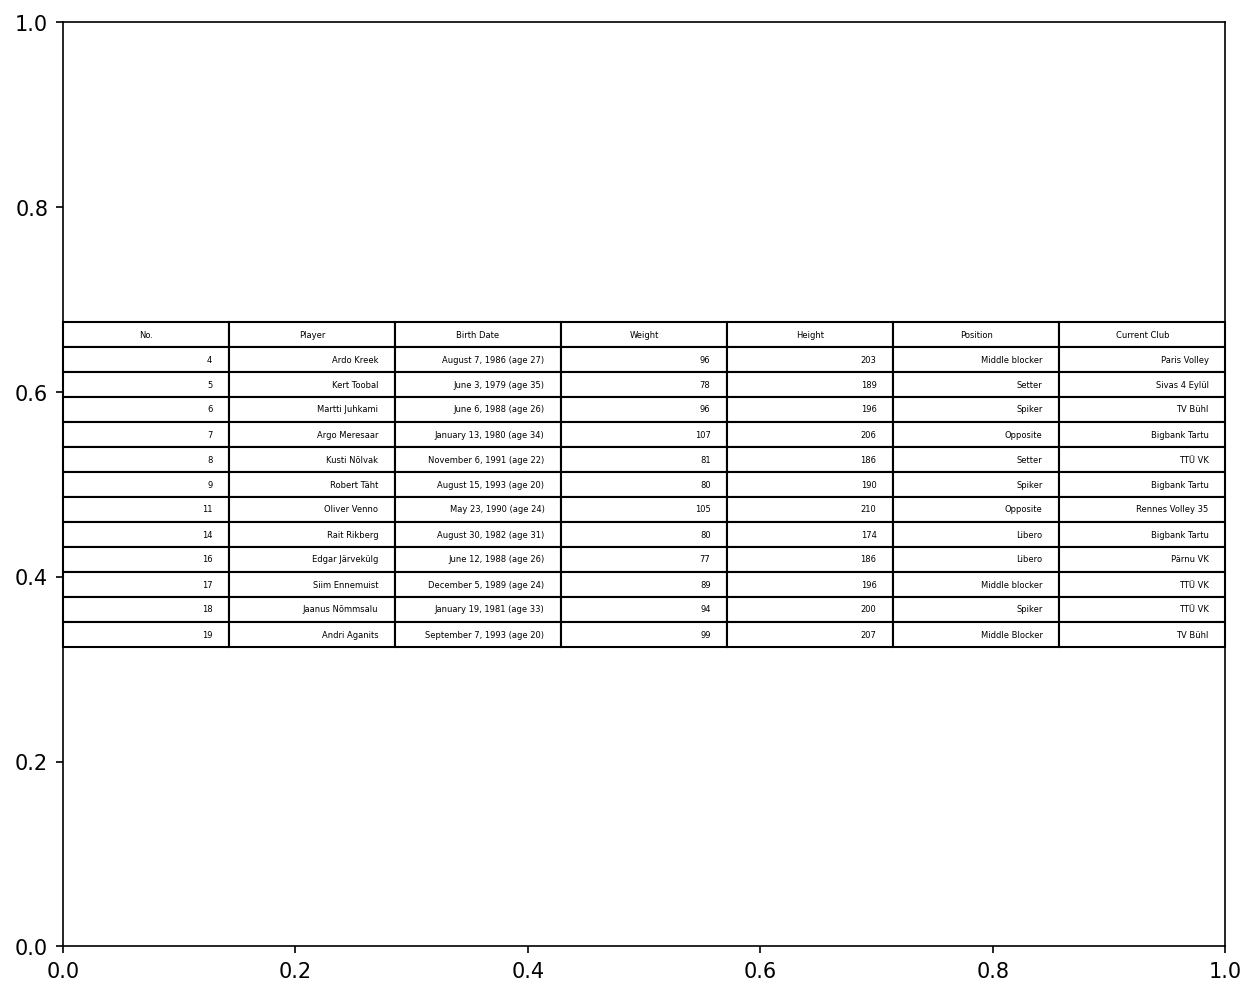 1.0
0.8
No. Player Birth Date Weight Height Position Current Club
4 Ardo Kreek August 7, 1986 (age 27) 96 203 Middle blocker Paris Volley
5 Kert Toobal June 3, 1979 (age 35) 78 189 Setter Sivas 4 Eylül
0.6
6 Martti Juhkami June 6, 1988 (age 26) 96 196 Spiker TV Bühl
7 Argo Meresaar January 13, 1980 (age 34) 107 206 Opposite Bigbank Tartu
8 Kusti Nõlvak November 6, 1991 (age 22) 81 186 Setter TTÜ VK
9 Robert Täht August 15, 1993 (age 20) 80 190 Spiker Bigbank Tartu
11 Oliver Venno May 23, 1990 (age 24) 105 210 Opposite Rennes Volley 35
14 Rait Rikberg August 30, 1982 (age 31) 80 174 Libero Bigbank Tartu
16 Edgar Järvekülg June 12, 1988 (age 26) 77 186 Libero Pärnu VK
0.4
17 Siim Ennemuist December 5, 1989 (age 24) 89 196 Middle blocker TTÜ VK
18 Jaanus Nõmmsalu January 19, 1981 (age 33) 94 200 Spiker TTÜ VK
19 Andri Aganits September 7, 1993 (age 20) 99 207 Middle Blocker TV Bühl
0.2
0.0
0.0 0.2 0.4 0.6 0.8 1.0